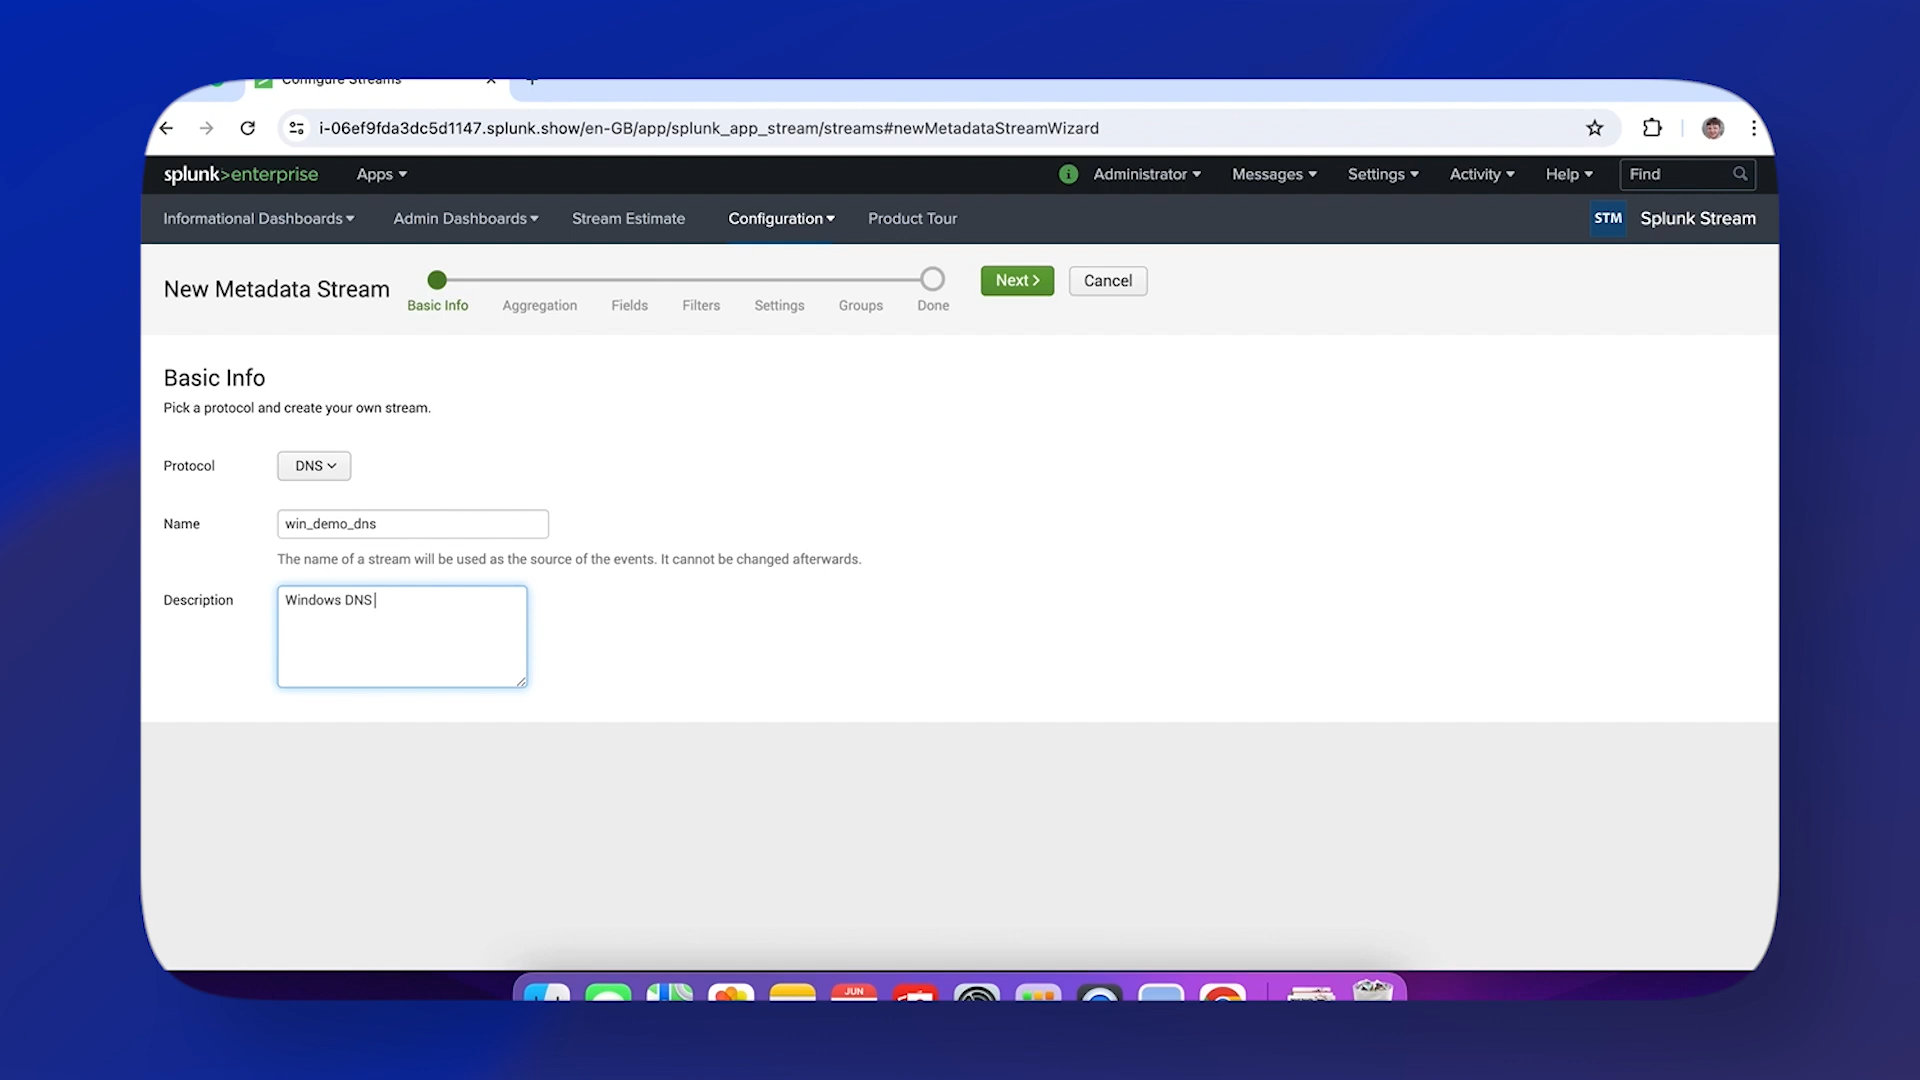 Configure Streams
i-06ef9fda3dc5d1147.splunk.show/en-GB/app/splunk_app_stream/streams#newMetadataStreamWizard
splunk>enterprise Apps Administrator Messages Settings Activity Help Find
Informational Dashboards Admin Dashboards Stream Estimate Configuration Product Tour STM Splunk Stream
New Metadata Stream Next > Cancel
Basic Info Aggregation Fields Filters Settings Groups Done
Basic Info
Pick a protocol and create your own stream.
Protocol DNS
Name win_demo_dns
The name of a stream will be used as the source of the events. It cannot be changed afterwards.
Description Windows DNS
JUN